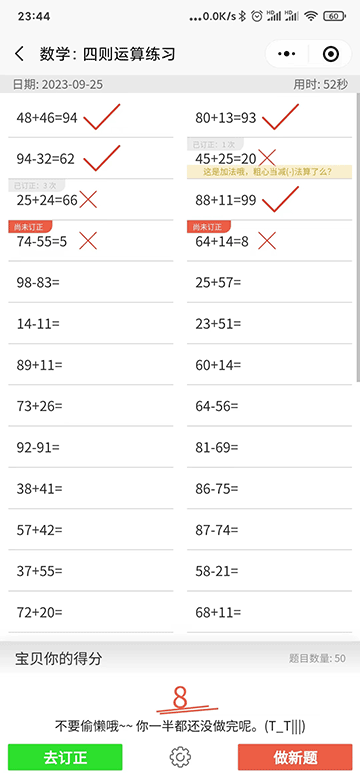 23:44 ...0.0K/s HD HD 60
数学：四则运算练习
日期: 2023-09-25 用时: 52秒
48+46=94 80+13=93
已订正：1 次
94-32=62 45+25=20
这是加法哦，粗心当减(-)法算了么?
已订正：3 次
25+24=66 88+11=99
尚未订正 尚未订正
74-55=5 64+14=8
98-83= 25+57=
14-11= 23+51=
89+11= 60+14=
73+26= 64-56=
92-91= 81-69=
38+41= 86-75=
57+42= 87-74=
37+55= 58-21=
72+20= 68+11=
宝贝你的得分 题目数量: 50
8
不要偷懒哦~~ 你一半都还没做完呢。(T_T|||)
去订正 做新题